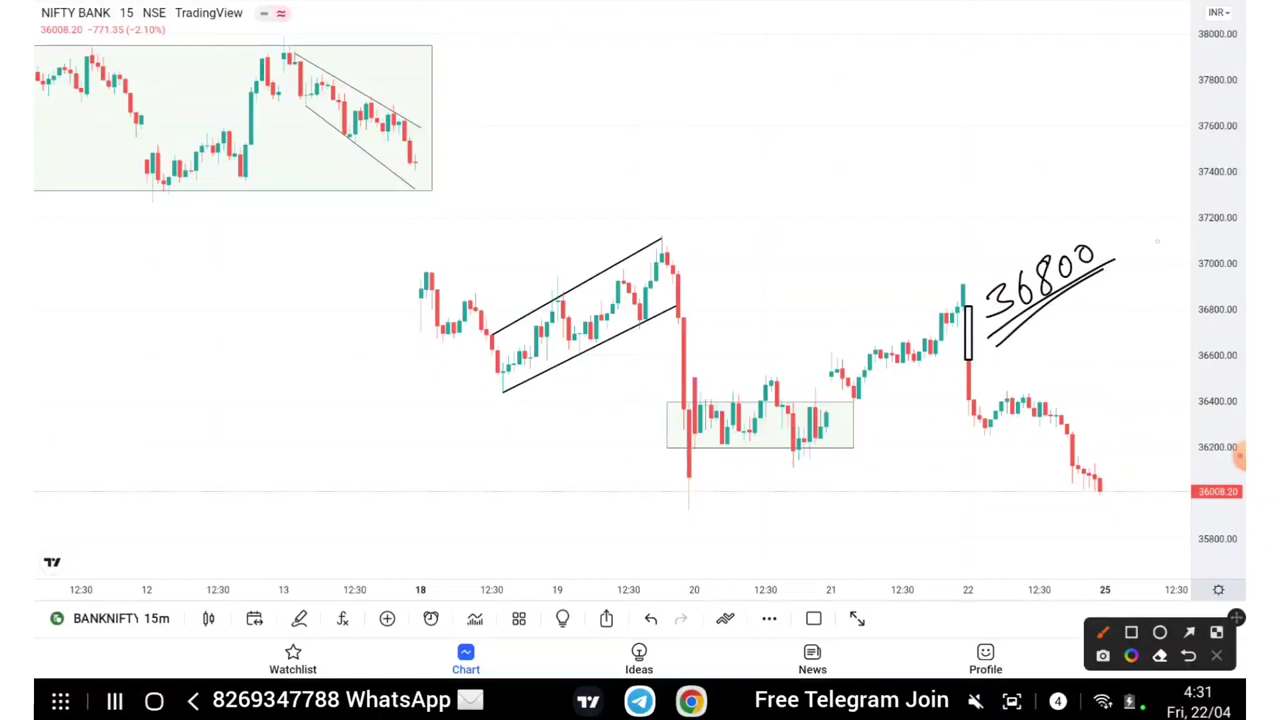 NIFTY BANK 15 NSE TradingView
36008.20 −771.35 (−2.10%)
INR
38000.00
37800.00
37600.00
37400.00
37200.00
37000.00
36800.00
36600.00
36400.00
36200.00
36008.20
35800.00
36800
12:30 12 12:30 13 12:30 18 12:30 19 12:30 20 12:30 21 12:30 22 12:30 25 12:30
BANKNIFTY 15m
Watchlist Chart Ideas News Profile
8269347788 WhatsApp Free Telegram Join 4 4:31
Fri, 22/04